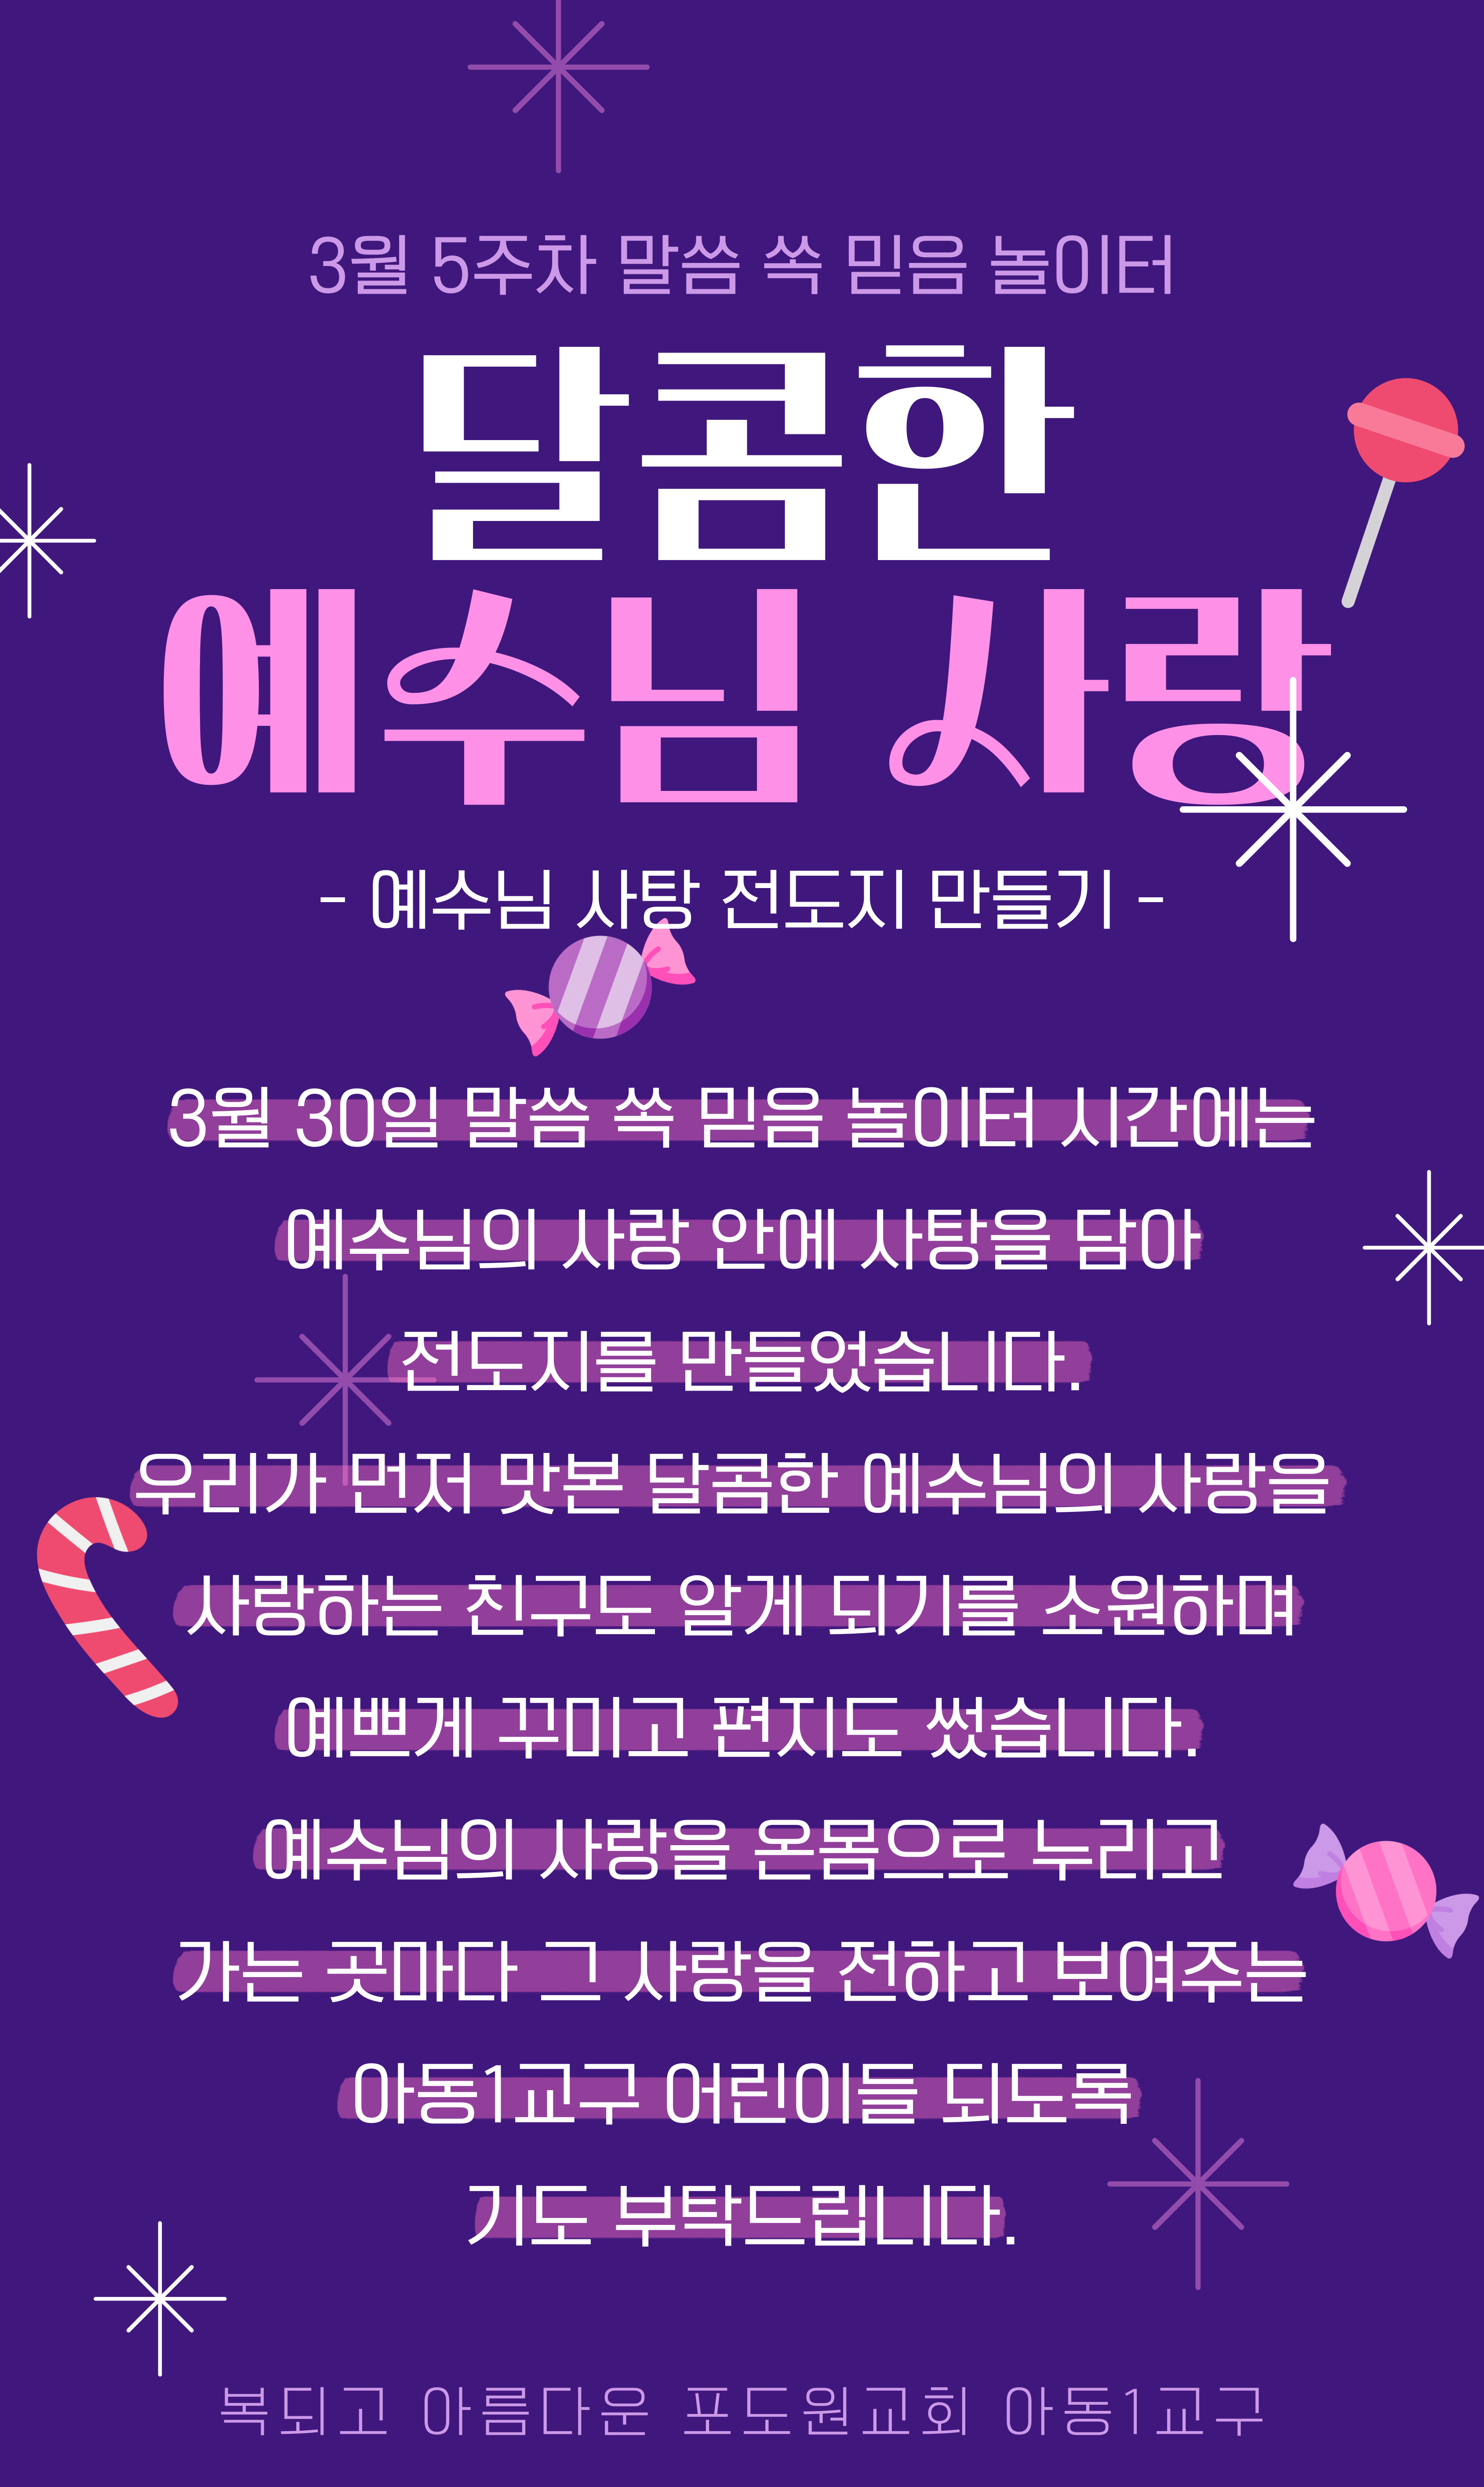 3월 5주차 말씀 쏙 믿음 놀이터
달콤한
예수님 사랑
- 예수님 사탕 전도지 만들기 -
3월 30일 말씀 쏙 믿음 놀이터 시간에는
예수님의 사랑 안에 사탕을 담아
전도지를 만들었습니다.
우리가 먼저 맛본 달콤한 예수님의 사랑을
사랑하는 친구도 알게 되기를 소원하며
예쁘게 꾸미고 편지도 썼습니다.
예수님의 사랑을 온몸으로 누리고
가는 곳마다 그 사랑을 전하고 보여주는
아동1교구 어린이들 되도록
기도 부탁드립니다.
복되고 아름다운 포도원교회 아동1교구